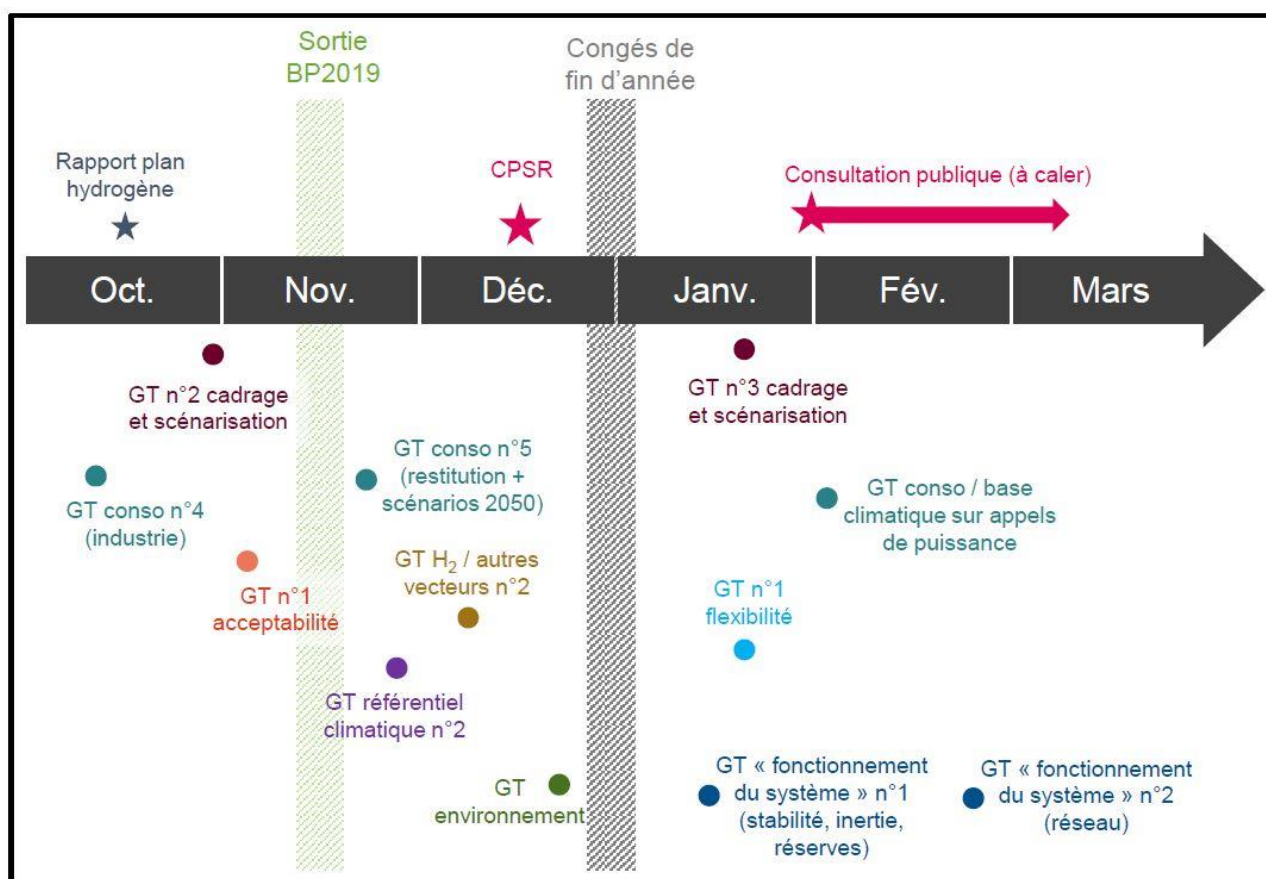 Sortie
BP2019
Congés de
fin d'année
Rapport plan
hydrogène
CPSR
Consultation publique (à caler)
Oct.
Nov.
Déc.
Janv.
Fév.
Mars
GT n°2 cadrage
et scénarisation
GT n°3 cadrage
et scénarisation
GT conso n°4
(industrie)
GT conso n°5
(restitution +
scénarios 2050)
GT conso / base
climatique sur appels
de puissance
GT n°1
acceptabilité
GT H₂ / autres
vecteurs n°2
GT n°1
flexibilité
GT référentiel
climatique n°2
GT
environnement
GT « fonctionnement
du système » n°1
(stabilité, inertie,
réserves)
GT « fonctionnement
du système » n°2
(réseau)